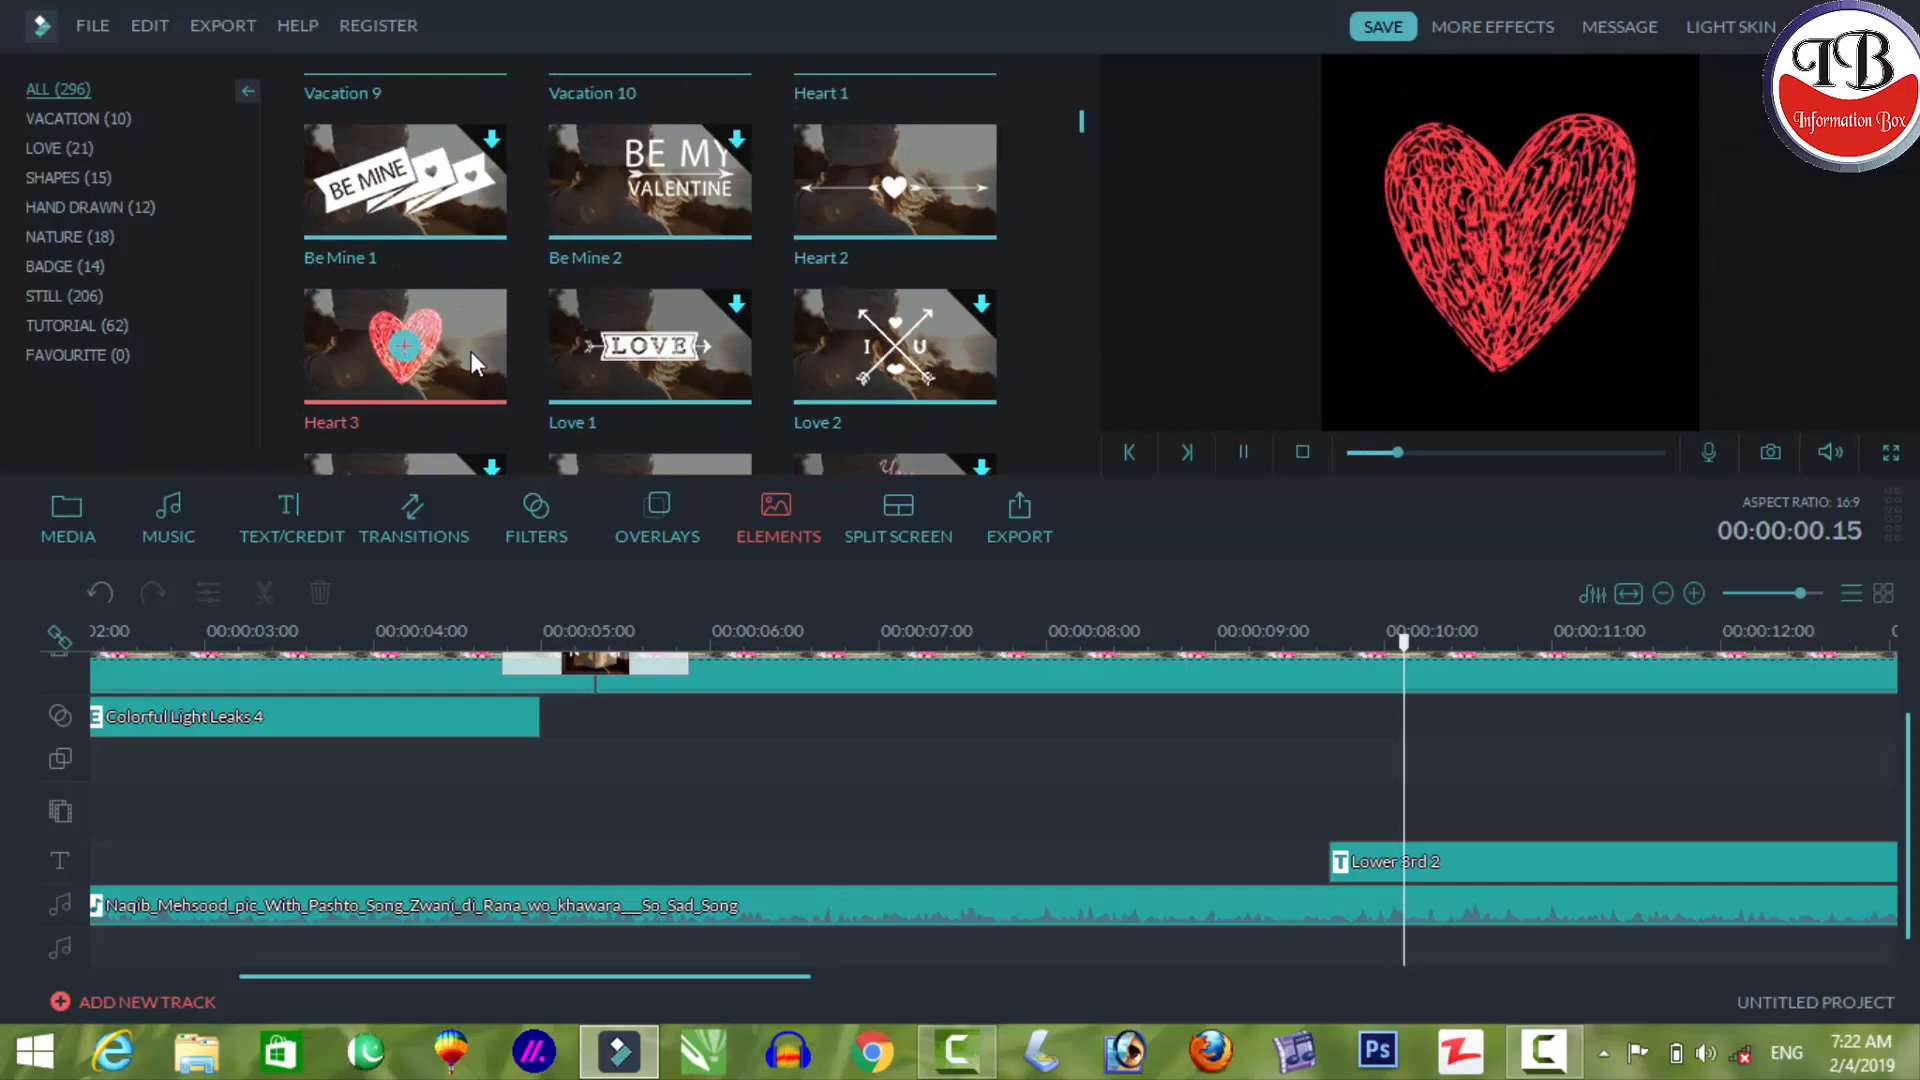 FILE EDIT EXPORT HELP REGISTER
SAVE MORE EFFECTS MESSAGE LIGHT SKIN
TB
Information Box
ALL (296)
VACATION (10)
LOVE (21)
SHAPES (15)
HAND DRAWN (12)
NATURE (18)
BADGE (14)
STILL (206)
TUTORIAL (62)
FAVOURITE (0)
Vacation 9 Vacation 10 Heart 1
BE MINE
BE MY
VALENTINE
Be Mine 1 Be Mine 2 Heart 2
LOVE
I U
Heart 3 Love 1 Love 2
MEDIA MUSIC TEXT/CREDIT TRANSITIONS FILTERS OVERLAYS ELEMENTS SPLIT SCREEN EXPORT
ASPECT RATIO: 16:9
00:00:00.15
02:00 00:00:03:00 00:00:04:00 00:00:05:00 00:00:06:00 00:00:07:00 00:00:08:00 00:00:09:00 00:00:10:00 00:00:11:00 00:00:12:00
E Colorful Light Leaks 4
T Lower 3rd 2
Naqib_Mehsood_pic_With_Pashto_Song_Zwani_di_Rana_wo_khawara__So_Sad_Song
ADD NEW TRACK
UNTITLED PROJECT
Ps
ENG
7:22 AM
2/4/2019